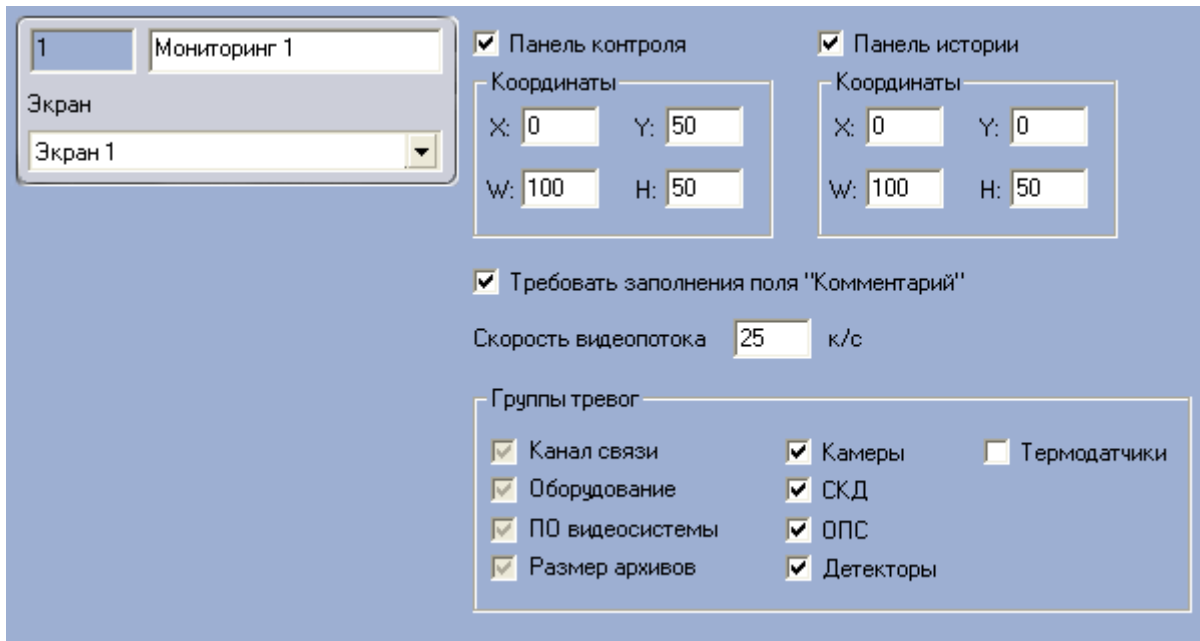 1 Мониторинг 1
Экран
Экран 1
Панель контроля
Координаты
X: 0 Y: 50
W: 100 H: 50
Панель истории
Координаты
X: 0 Y: 0
W: 100 H: 50
Требовать заполнения поля "Комментарий"
Скорость видеопотока 25 к/с
Группы тревог
Канал связи Камеры Термодатчики
Оборудование СКД
ПО видеосистемы ОПС
Размер архивов Детекторы